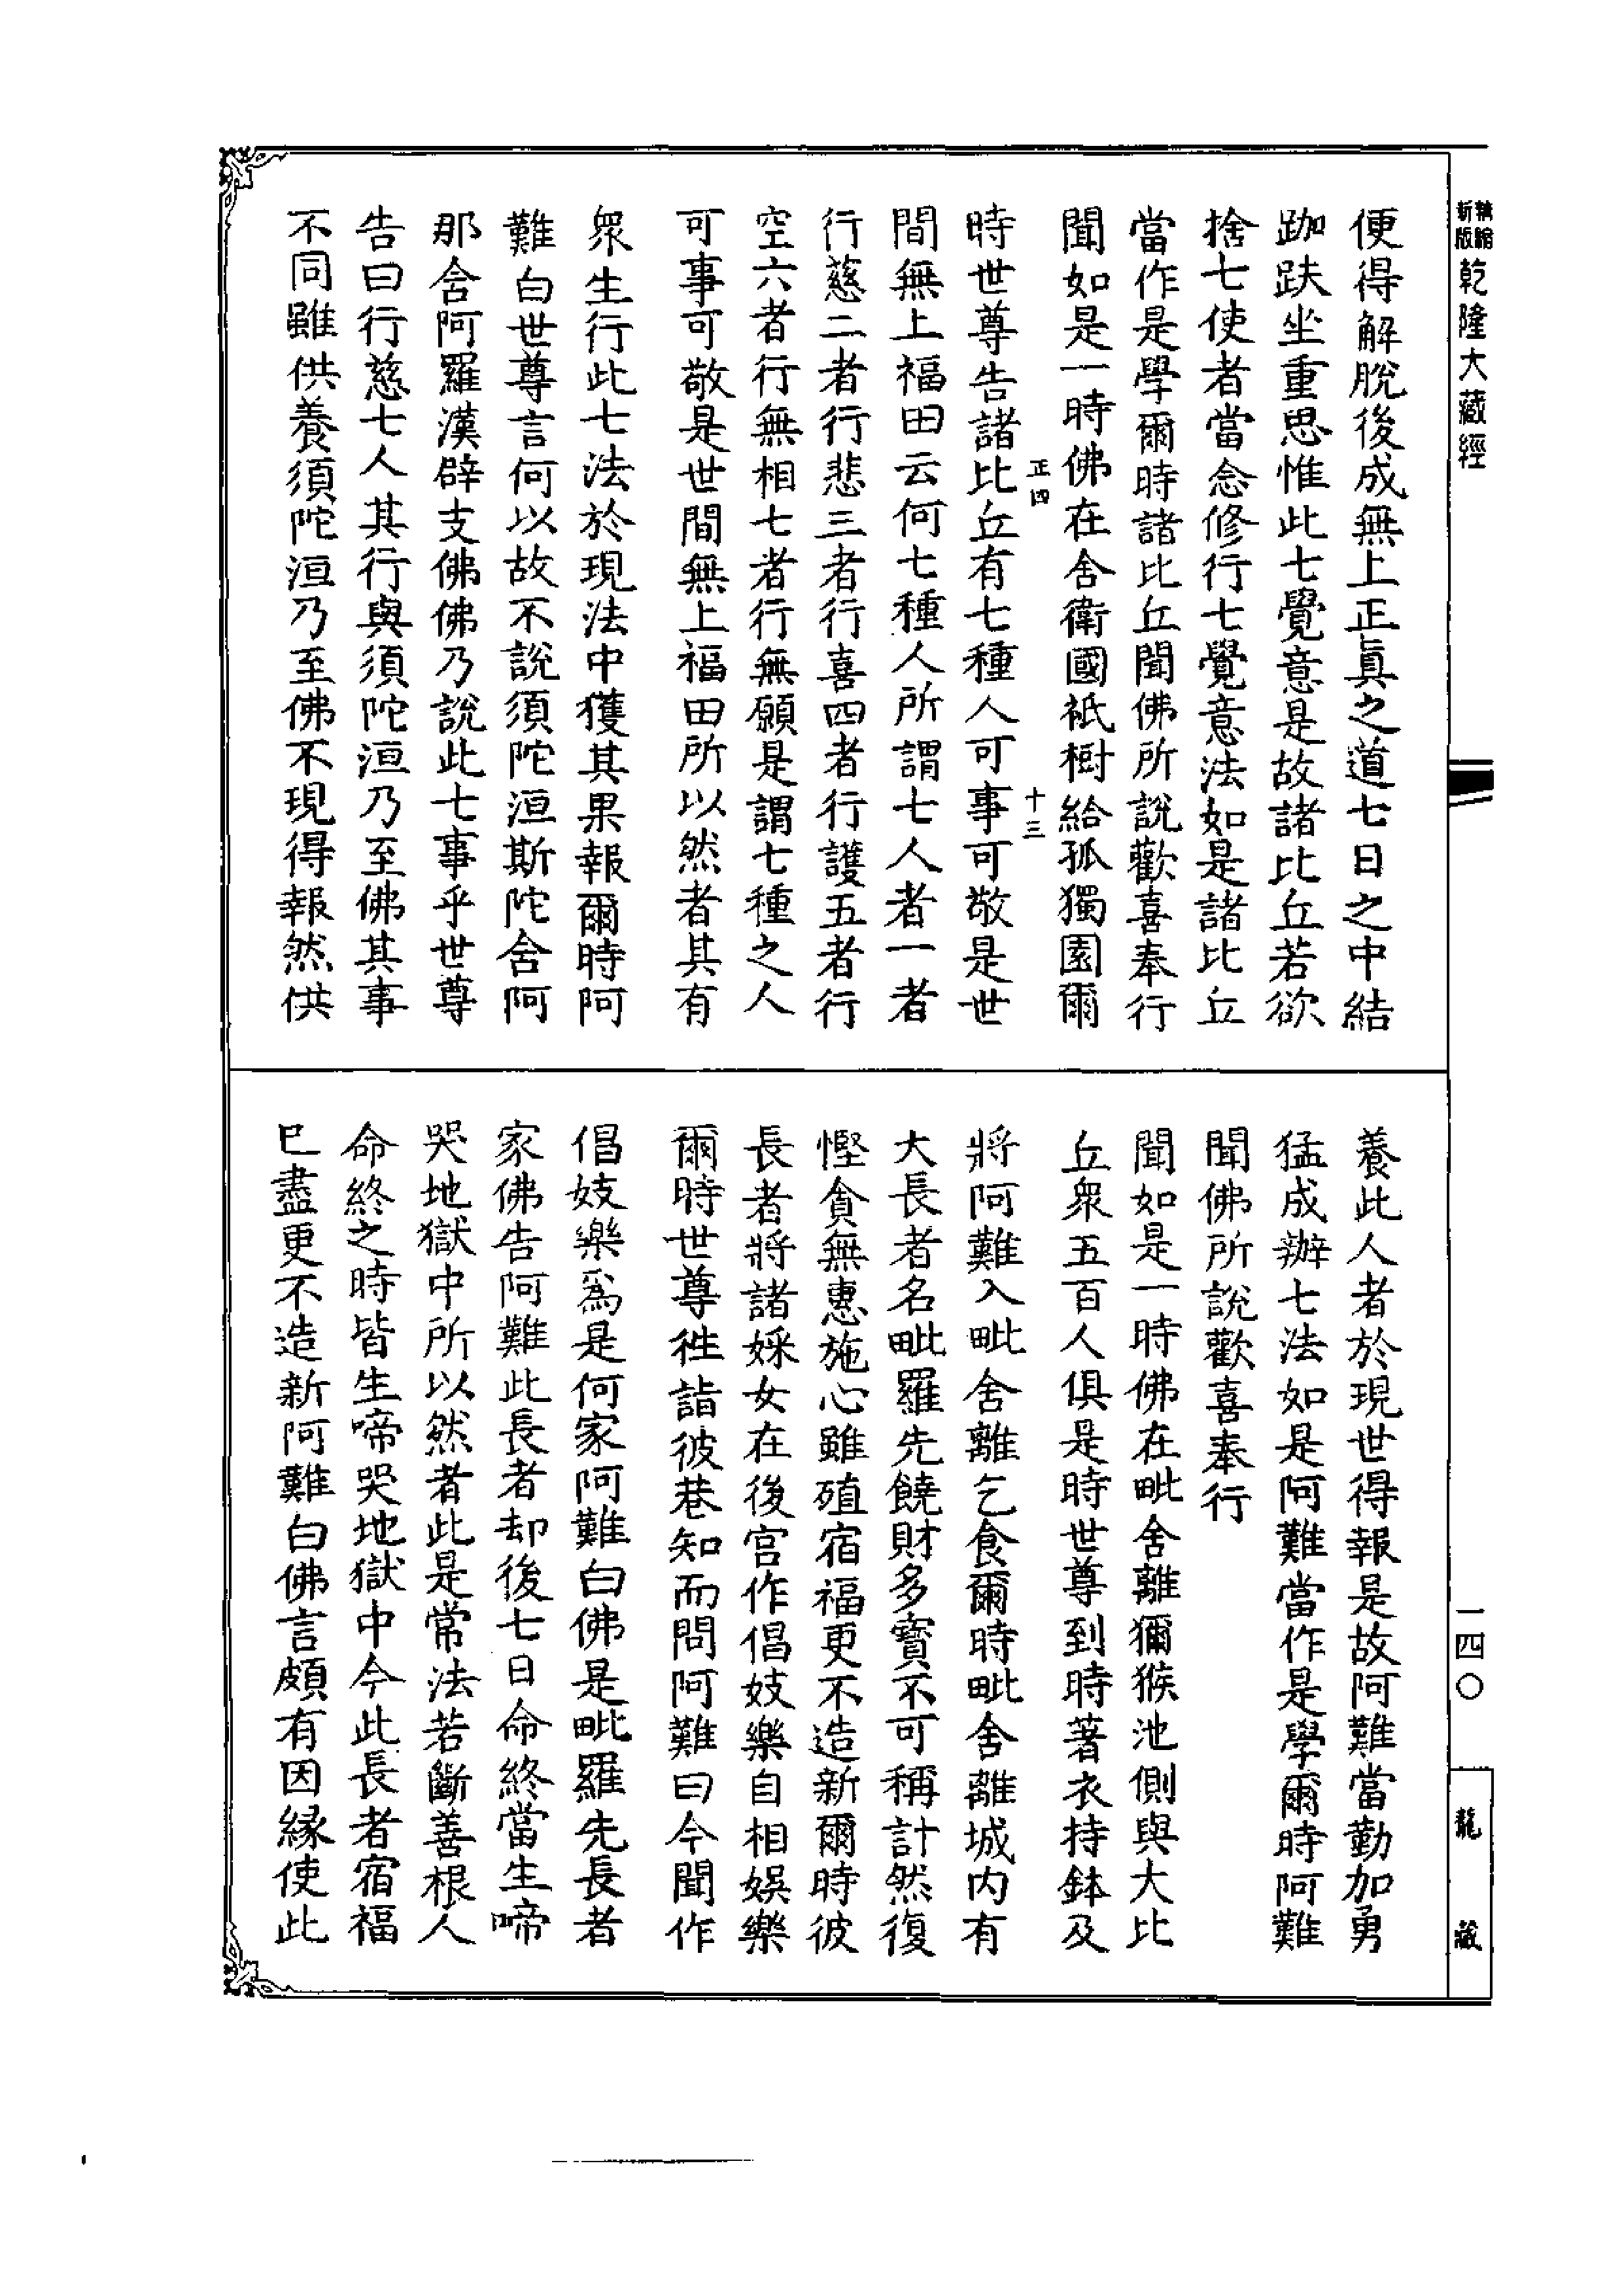 新版精縮乾隆大藏經
便得解脫後成無上正真之道七日之中結
跏趺坐重思惟此七覺意是故諸比丘若欲
捨七使者當念修行七覺意法如是諸比丘
當作是學爾時諸比丘聞佛所說歡喜奉行
聞如是一時佛在舍衛國祇樹給孤獨園爾
正四 十三
時世尊告諸比丘有七種人可事可敬是世
間無上福田云何七種人所謂七人者一者
行慈二者行悲三者行喜四者行護五者行
空六者行無相七者行無願是謂七種之人
可事可敬是世間無上福田所以然者其有
眾生行此七法於現法中獲其果報爾時阿
難白世尊言何以故不說須陀洹斯陀含阿
那含阿羅漢辟支佛佛乃說此七事乎世尊
告曰行慈七人其行與須陀洹乃至佛其事
不同雖供養須陀洹乃至佛不現得報然供
養此人者於現世得報是故阿難當勤加勇
猛成辦七法如是阿難當作是學爾時阿難
聞佛所說歡喜奉行
聞如是一時佛在毗舍離獼猴池側與大比
丘眾五百人俱是時世尊到時著衣持鉢及
將阿難入毗舍離乞食爾時毗舍離城內有
大長者名毗羅先饒財多寶不可稱計然復
慳貪無惠施心雖殖宿福更不造新爾時彼
長者將諸婇女在後宮作倡妓樂自相娛樂
爾時世尊往詣彼巷知而問阿難曰今聞作
倡妓樂為是何家阿難白佛是毗羅先長者
家佛告阿難此長者却後七日命終當生啼
哭地獄中所以然者此是常法若斷善根人
命終之時皆生啼哭地獄中今此長者宿福
已盡更不造新阿難白佛言頗有因緣使此
一四〇
龍藏